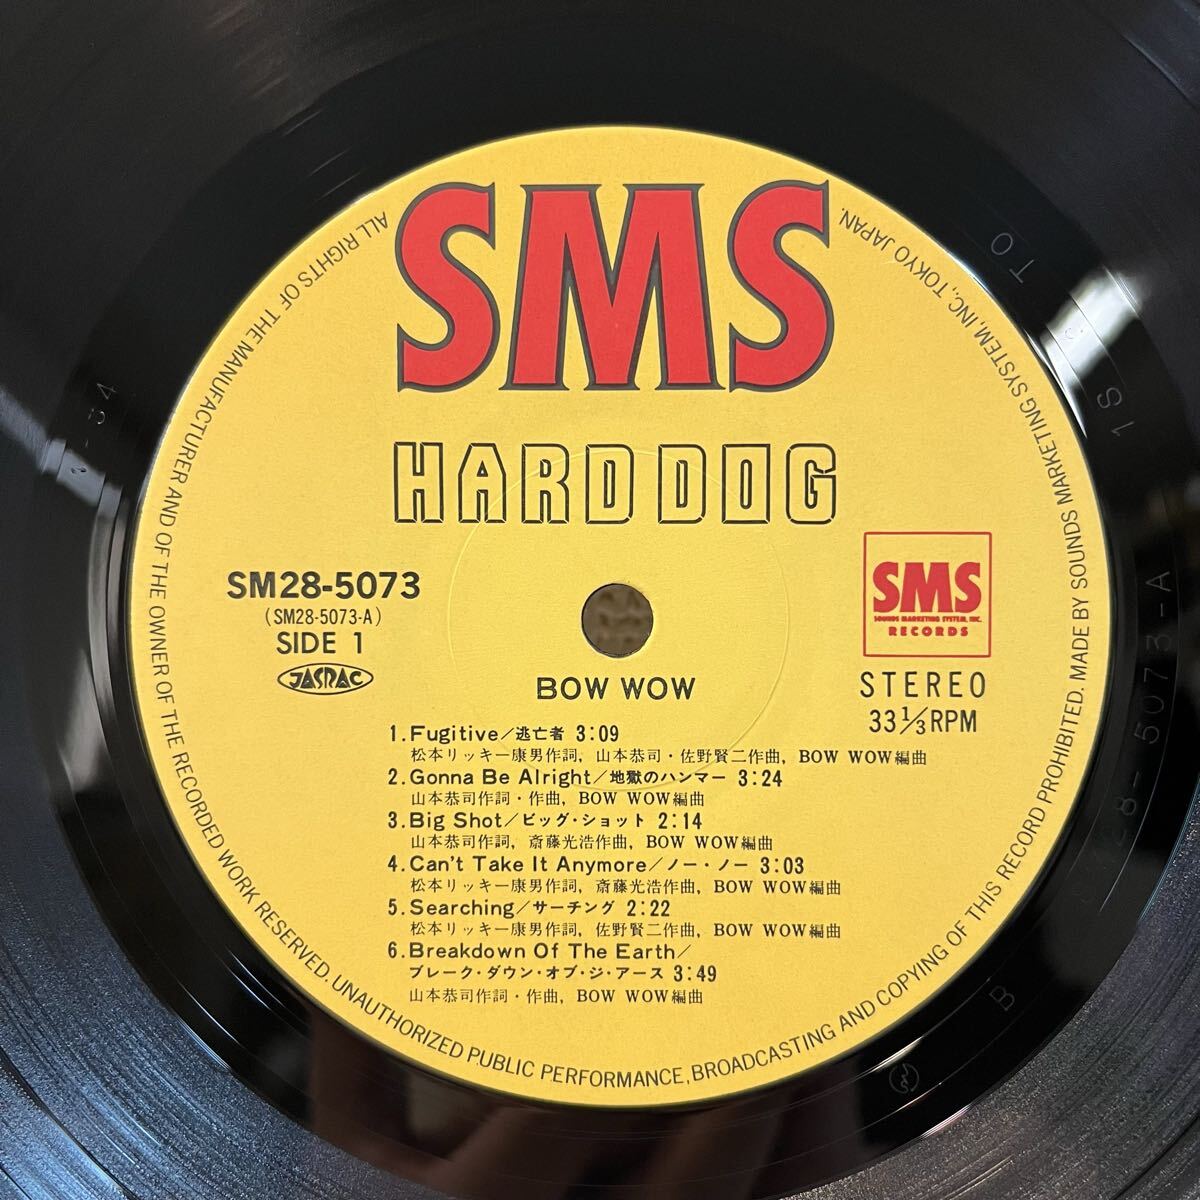 SMS
HARD DOG
SM28-5073
(SM28-5073-A)
SIDE 1
JASRAC
SMS
SOUNDS MARKETING SYSTEM, INC.
RECORDS
STEREO
33⅓RPM
BOW WOW
1.Fugitive/逃亡者 3:09
松本リッキー康男作詞, 山本恭司・佐野賢二作曲, BOW WOW編曲
2.Gonna Be Alright/地獄のハンマー 3:24
山本恭司作詞・作曲, BOW WOW編曲
3.Big Shot/ビッグ・ショット 2:14
山本恭司作詞, 斎藤光浩作曲, BOW WOW編曲
4.Can't Take It Anymore/ノー・ノー 3:03
松本リッキー康男作詞, 斎藤光浩作曲, BOW WOW編曲
5.Searching/サーチング 2:22
松本リッキー康男作詞, 佐野賢二作曲, BOW WOW編曲
6.Breakdown Of The Earth/
ブレーク・ダウン・オブ・ジ・アース 3:49
山本恭司作詞・作曲, BOW WOW編曲
ALL RIGHTS OF THE MANUFACTURER AND OF THE OWNER OF THE RECORDED WORK RESERVED. UNAUTHORIZED PUBLIC PERFORMANCE, BROADCASTING AND COPYING OF THIS RECORD PROHIBITED. MADE BY SOUNDS MARKETING SYSTEM, INC, TOKYO JAPAN.
TO
1S
8-5073-A
B